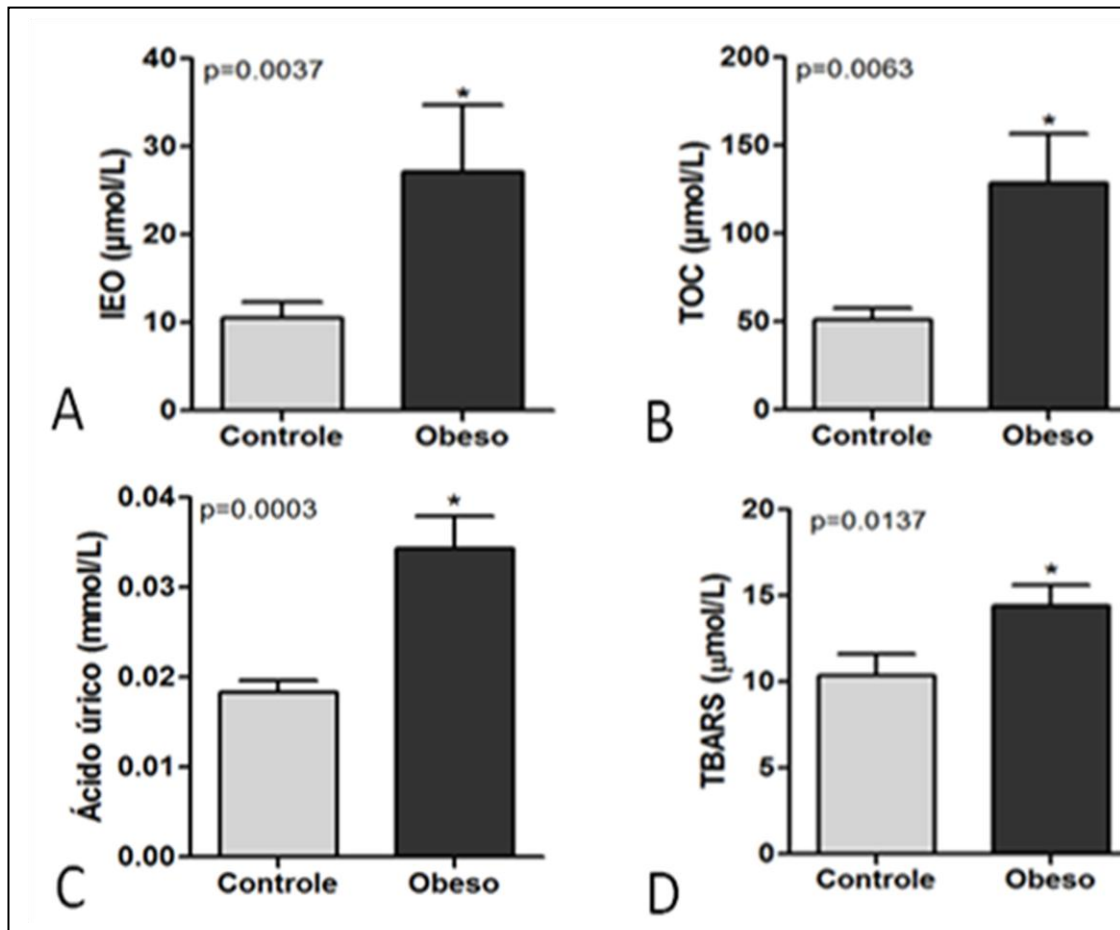 40
p=0.0037
*
30
20
10
0
IEO (µmol/L)
Controle
Obeso
A
200
p=0.0063
*
150
100
50
0
TOC (µmol/L)
Controle
Obeso
B
0.04
p=0.0003
*
0.03
0.02
0.01
0.00
Ácido úrico (mmol/L)
Controle
Obeso
C
20
p=0.0137
*
15
10
5
0
TBARS (µmol/L)
Controle
Obeso
D